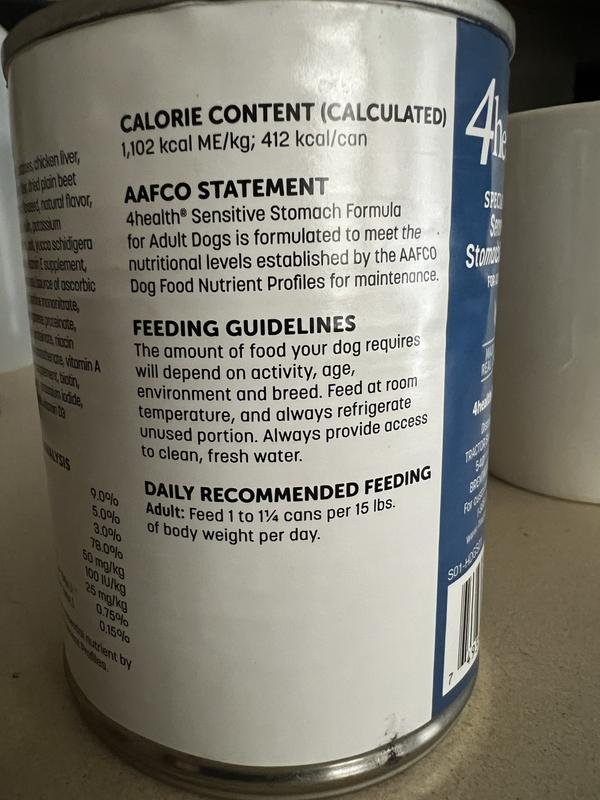 CALORIE CONTENT (CALCULATED)
1,102 kcal ME/kg; 412 kcal/can
AAFCO STATEMENT
4health® Sensitive Stomach Formula
for Adult Dogs is formulated to meet the
nutritional levels established by the AAFCO
Dog Food Nutrient Profiles for maintenance.
FEEDING GUIDELINES
The amount of food your dog requires
will depend on activity, age,
environment and breed. Feed at room
temperature, and always refrigerate
unused portion. Always provide access
to clean, fresh water.
DAILY RECOMMENDED FEEDING
Adult: Feed 1 to 1¼ cans per 15 lbs.
of body weight per day.
chicken liver,
dried plain beet
natural flavor,
potassium
yucca schidigera
E supplement,
source of ascorbic
mononitrate,
proteinate,
niacin
vitamin A
biotin,
potassium iodide,
vitamin D3
9.0%
5.0%
3.0%
78.0%
50 mg/kg
100 IU/kg
25 mg/kg
0.75%
0.15%
nutrient by
Profiles.
4he
Stomac
TRACTOR
7